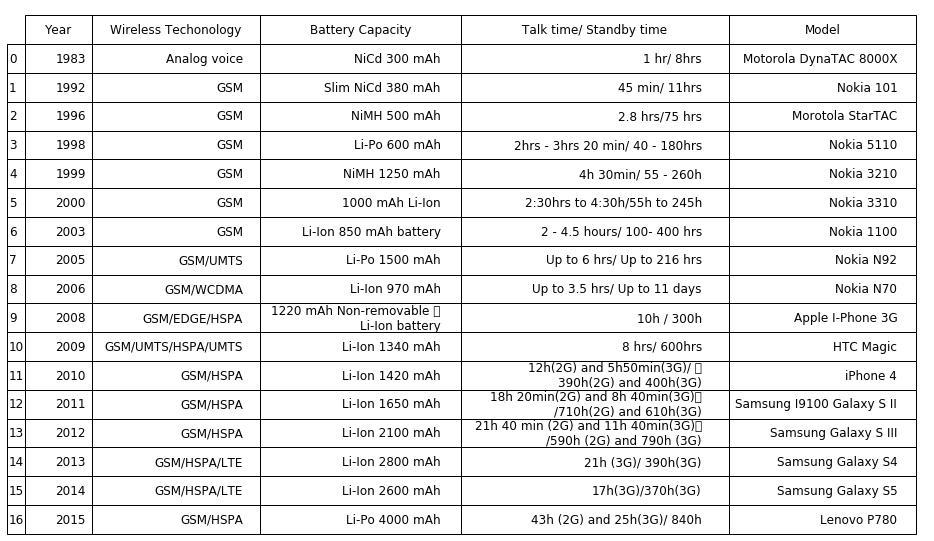 Year Wireless Techonology Battery Capacity Talk time/ Standby time Model
0 1983 Analog voice NiCd 300 mAh 1 hr/ 8hrs Motorola DynaTAC 8000X
1 1992 GSM Slim NiCd 380 mAh 45 min/ 11hrs Nokia 101
2 1996 GSM NiMH 500 mAh 2.8 hrs/75 hrs Morotola StarTAC
3 1998 GSM Li-Po 600 mAh 2hrs - 3hrs 20 min/ 40 - 180hrs Nokia 5110
4 1999 GSM NiMH 1250 mAh 4h 30min/ 55 - 260h Nokia 3210
5 2000 GSM 1000 mAh Li-Ion 2:30hrs to 4:30h/55h to 245h Nokia 3310
6 2003 GSM Li-Ion 850 mAh battery 2 - 4.5 hours/ 100- 400 hrs Nokia 1100
7 2005 GSM/UMTS Li-Po 1500 mAh Up to 6 hrs/ Up to 216 hrs Nokia N92
8 2006 GSM/WCDMA Li-Ion 970 mAh Up to 3.5 hrs/ Up to 11 days Nokia N70
9 2008 GSM/EDGE/HSPA 1220 mAh Non-removable
Li-Ion battery 10h / 300h Apple I-Phone 3G
10 2009 GSM/UMTS/HSPA/UMTS Li-Ion 1340 mAh 8 hrs/ 600hrs HTC Magic
11 2010 GSM/HSPA Li-Ion 1420 mAh 12h(2G) and 5h50min(3G)/
390h(2G) and 400h(3G) iPhone 4
12 2011 GSM/HSPA Li-Ion 1650 mAh 18h 20min(2G) and 8h 40min(3G)
/710h(2G) and 610h(3G) Samsung I9100 Galaxy S II
13 2012 GSM/HSPA Li-Ion 2100 mAh 21h 40 min (2G) and 11h 40min(3G)
/590h (2G) and 790h (3G) Samsung Galaxy S III
14 2013 GSM/HSPA/LTE Li-Ion 2800 mAh 21h (3G)/ 390h(3G) Samsung Galaxy S4
15 2014 GSM/HSPA/LTE Li-Ion 2600 mAh 17h(3G)/370h(3G) Samsung Galaxy S5
16 2015 GSM/HSPA Li-Po 4000 mAh 43h (2G) and 25h(3G)/ 840h Lenovo P780